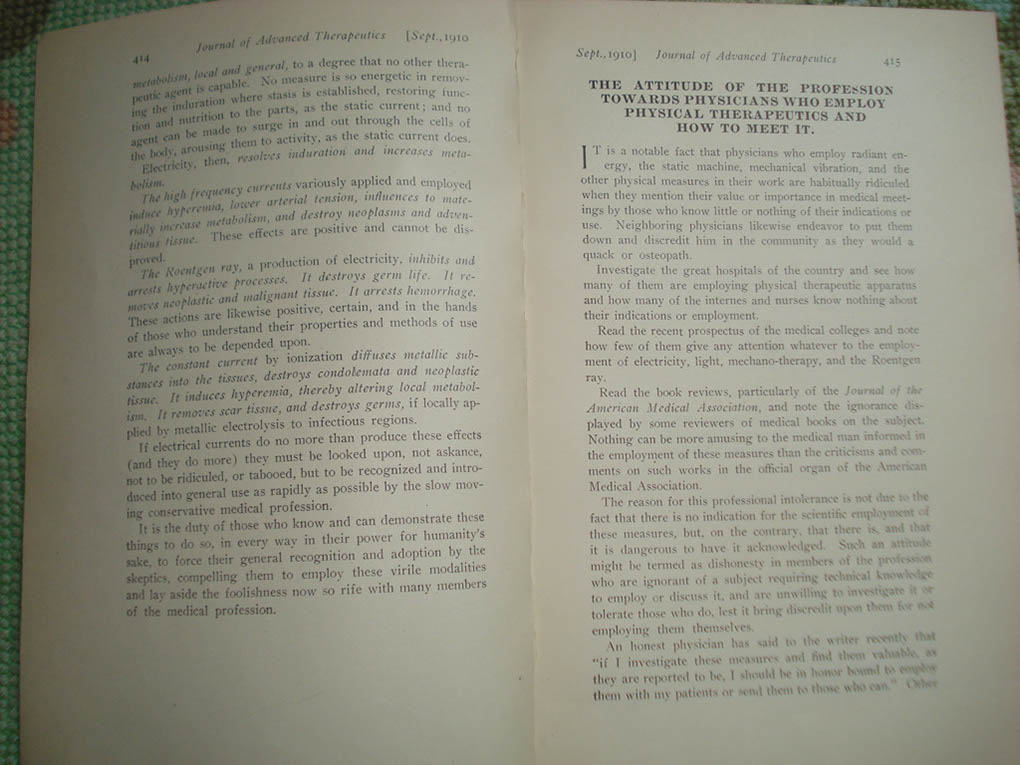 414 Journal of Advanced Therapeutics [Sept., 1910
metabolism, local and general, to a degree that no other thera-
peutic agent is capable. No measure is so energetic in remov-
ing the induration where stasis is established, restoring func-
tion and nutrition to the parts, as the static current; and no
agent can be made to surge in and out through the cells of
the body, arousing them to activity, as the static current does.
Electricity, then, resolves induration and increases meta-
bolism.
The high frequency currents variously applied and employed
induce hyperemia, lower arterial tension, influences to mate-
rially increase metabolism, and destroy neoplasms and adven-
titious tissue. These effects are positive and cannot be dis-
proved.
The Roentgen ray, a production of electricity, inhibits and
arrests hyperactive processes. It destroys germ life. It re-
moves neoplastic and malignant tissue. It arrests hemorrhage.
These actions are likewise positive, certain, and in the hands
of those who understand their properties and methods of use
are always to be depended upon.
The constant current by ionization diffuses metallic sub-
stances into the tissues, destroys condolemata and neoplastic
tissue. It induces hyperemia, thereby altering local metabol-
ism. It removes scar tissue, and destroys germs, if locally ap-
plied by metallic electrolysis to infectious regions.
If electrical currents do no more than produce these effects
(and they do more) they must be looked upon, not askance,
not to be ridiculed, or tabooed, but to be recognized and intro-
duced into general use as rapidly as possible by the slow mov-
ing conservative medical profession.
It is the duty of those who know and can demonstrate these
things to do so, in every way in their power for humanity's
sake, to force their general recognition and adoption by the
skeptics, compelling them to employ these virile modalities
and lay aside the foolishness now so rife with many members
of the medical profession.
Sept., 1910] Journal of Advanced Therapeutics 415
THE ATTITUDE OF THE PROFESSION
TOWARDS PHYSICIANS WHO EMPLOY
PHYSICAL THERAPEUTICS AND
HOW TO MEET IT.
IT is a notable fact that physicians who employ radiant en-
ergy, the static machine, mechanical vibration, and the
other physical measures in their work are habitually ridiculed
when they mention their value or importance in medical meet-
ings by those who know little or nothing of their indications or
use. Neighboring physicians likewise endeavor to put them
down and discredit him in the community as they would a
quack or osteopath.
Investigate the great hospitals of the country and see how
many of them are employing physical therapeutic apparatus
and how many of the internes and nurses know nothing about
their indications or employment.
Read the recent prospectus of the medical colleges and note
how few of them give any attention whatever to the employ-
ment of electricity, light, mechano-therapy, and the Roentgen
ray.
Read the book reviews, particularly of the Journal of the
American Medical Association, and note the ignorance dis-
played by some reviewers of medical books on the subject.
Nothing can be more amusing to the medical man informed in
the employment of these measures than the criticisms and com-
ments on such works in the official organ of the American
Medical Association.
The reason for this professional intolerance is not due to the
fact that there is no indication for the scientific employment of
these measures, but, on the contrary, that there is, and that
it is dangerous to have it acknowledged. Such an attitude
might be termed as dishonesty in members of the profession
who are ignorant of a subject requiring technical knowledge
to employ or discuss it, and are unwilling to investigate it or
tolerate those who do, lest it bring discredit upon them for not
employing them themselves.
An honest physician has said to the writer recently that
"if I investigate these measures and find them valuable, as
they are reported to be, I should be in honor bound to employ
them with my patients or send them to those who can." Other